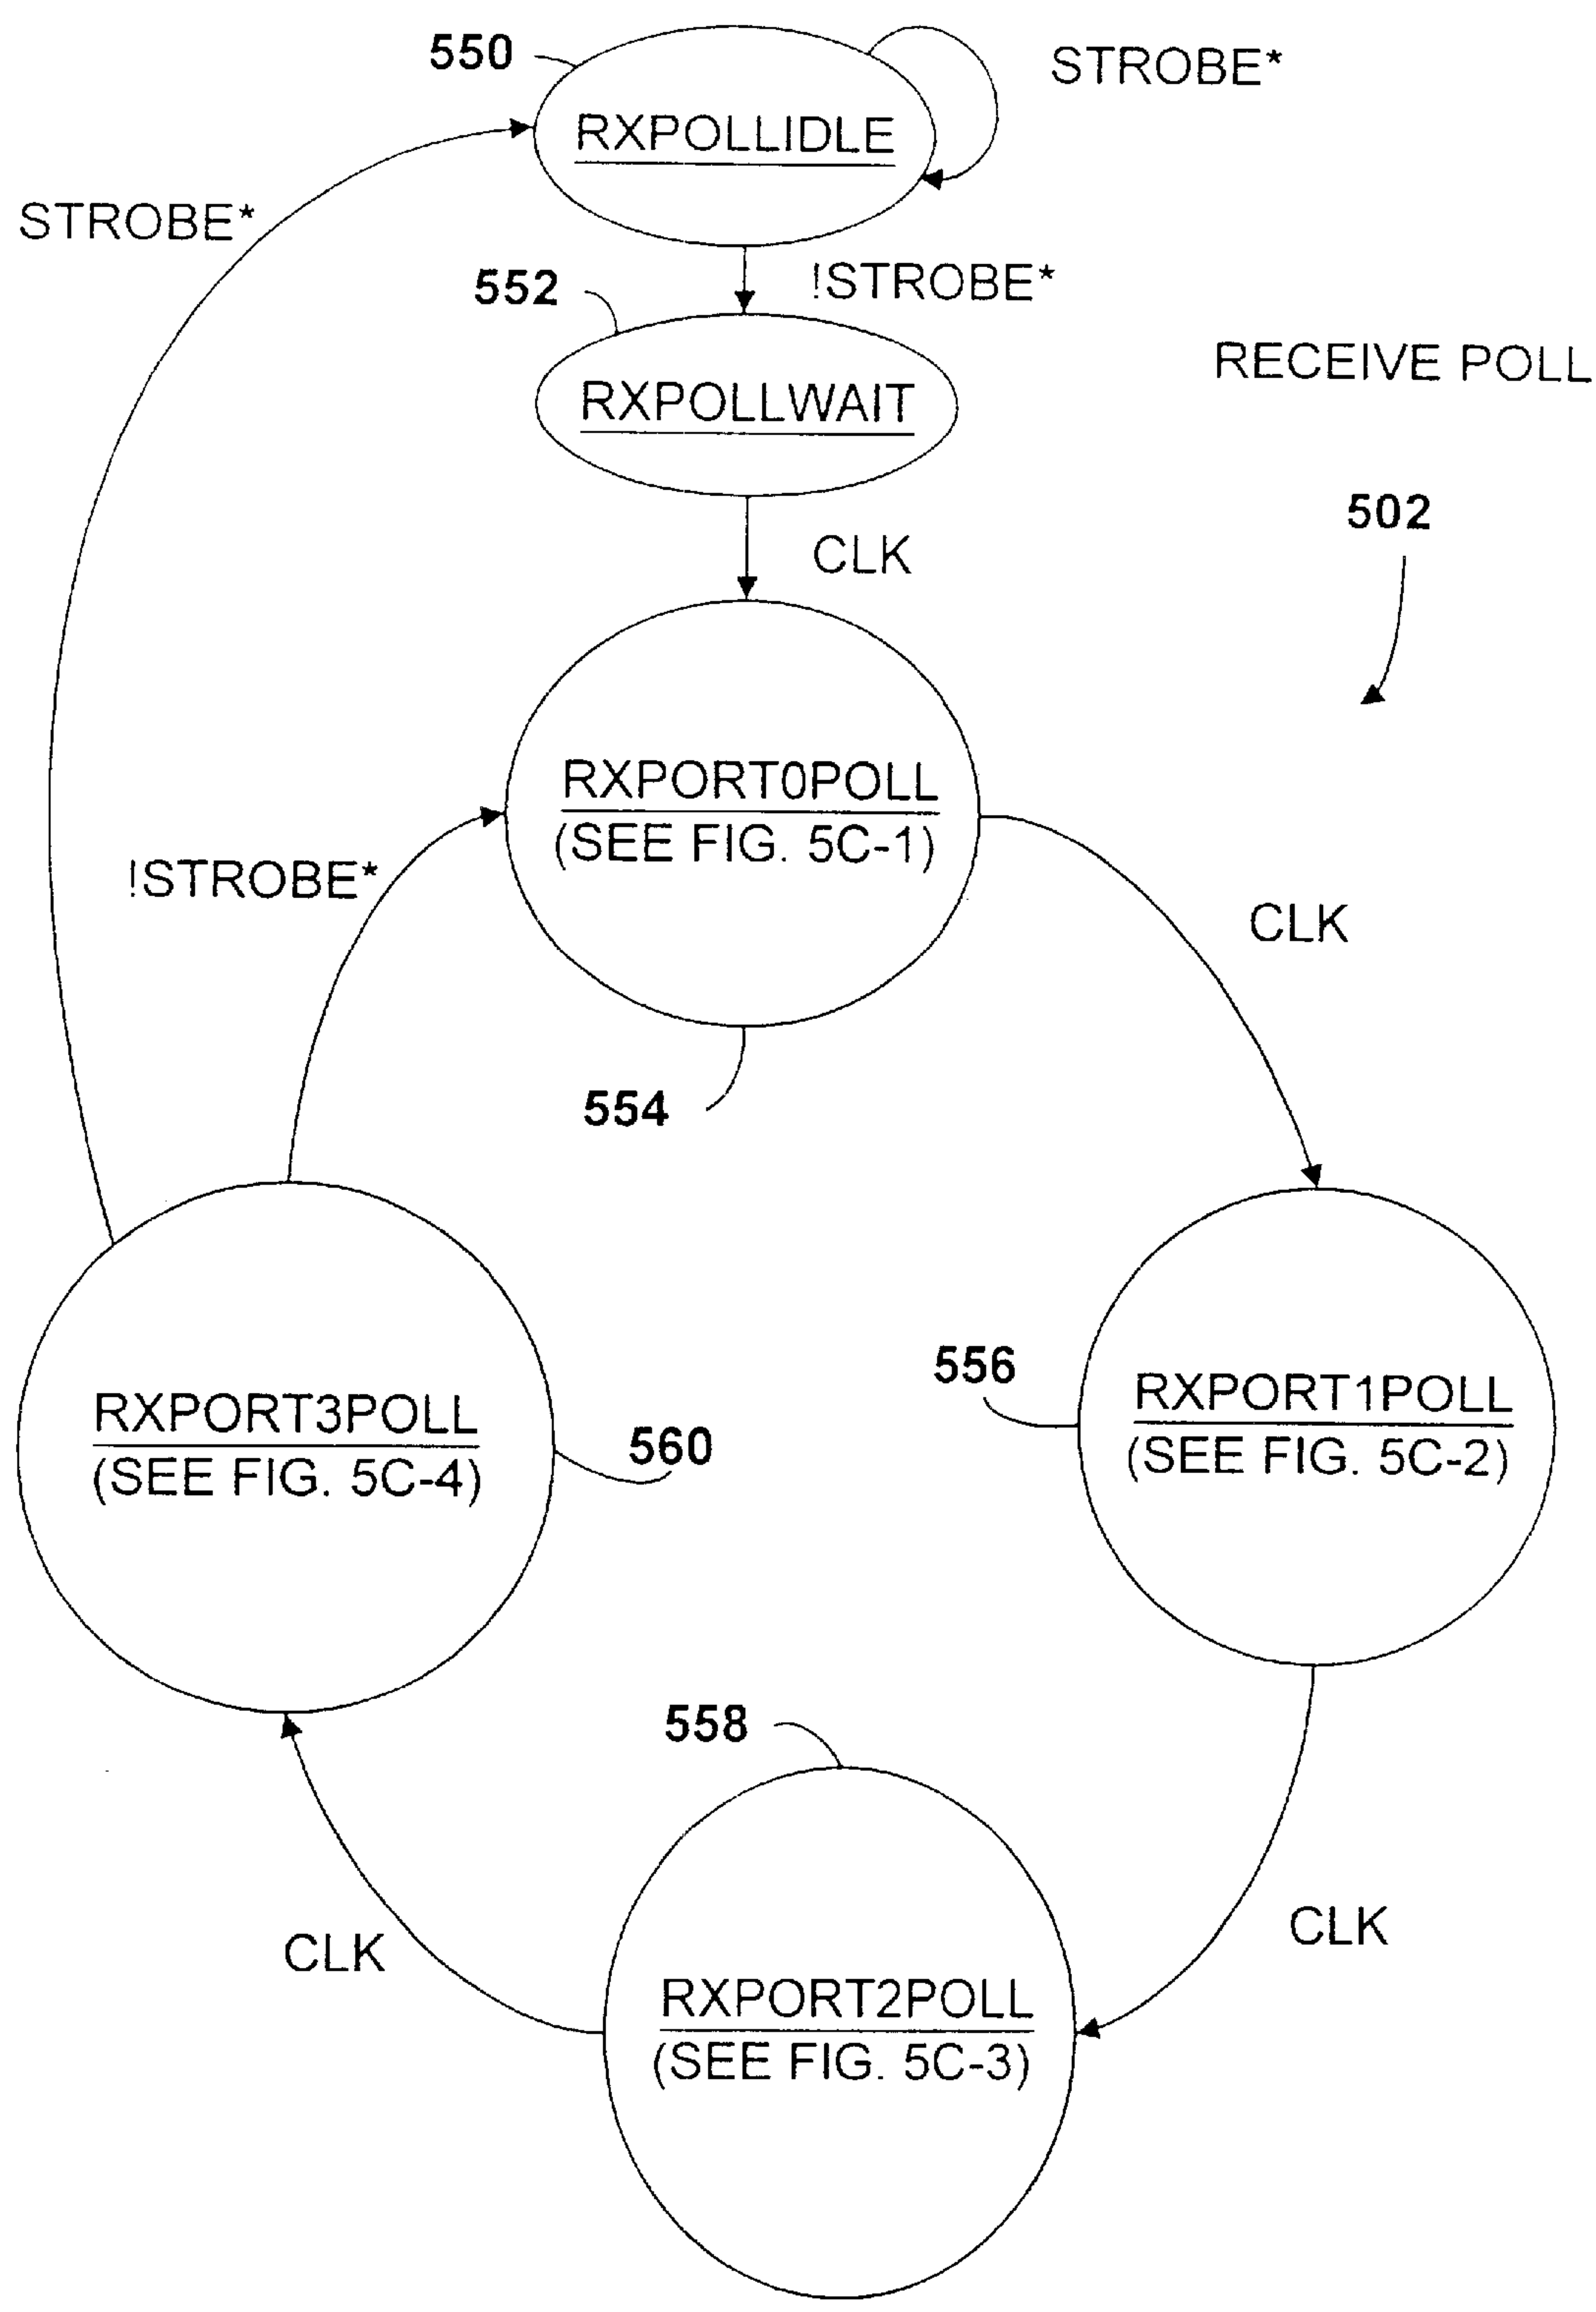 550
STROBE*
RXPOLLIDLE
STROBE*
552
!STROBE*
RXPOLLWAIT
RECEIVE POLL
502
CLK
RXPORT0POLL
(SEE FIG. 5C-1)
!STROBE*
CLK
554
556
RXPORT1POLL
(SEE FIG. 5C-2)
RXPORT3POLL
(SEE FIG. 5C-4)
560
558
CLK
CLK
RXPORT2POLL
(SEE FIG. 5C-3)